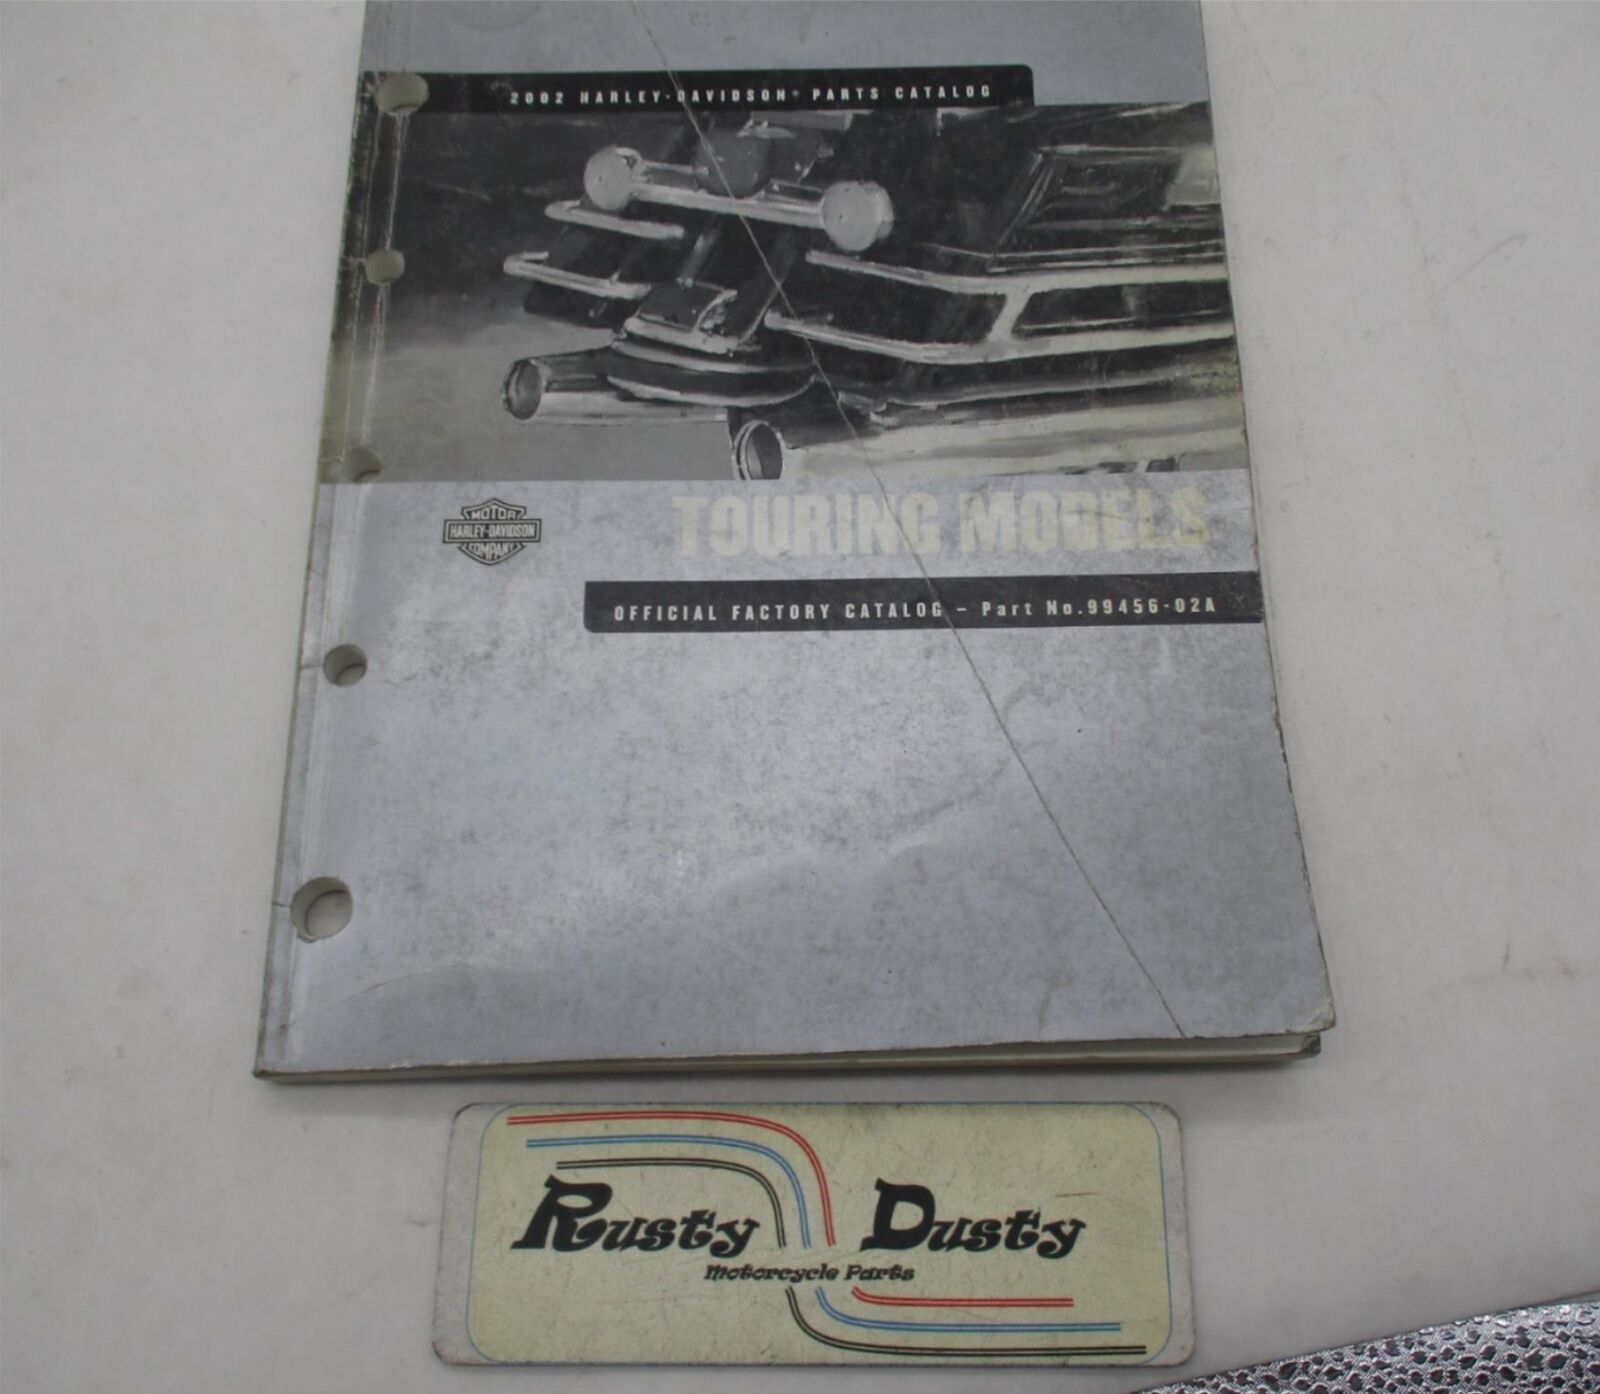 2002 HARLEY-DAVIDSON® PARTS CATALOG
MOTOR
HARLEY-DAVIDSON
COMPANY
TOURING MODELS
OFFICIAL FACTORY CATALOG – Part No.99456-02A
Rusty Dusty
Motorcycle Parts